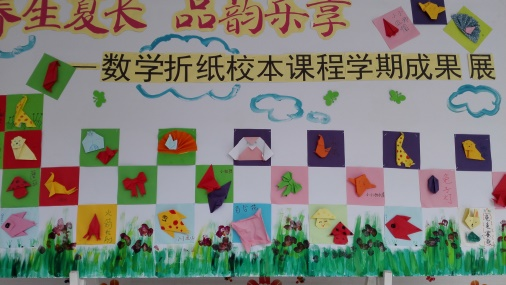 养生夏长 品韵乐享
—数学折纸校本课程学期成果展